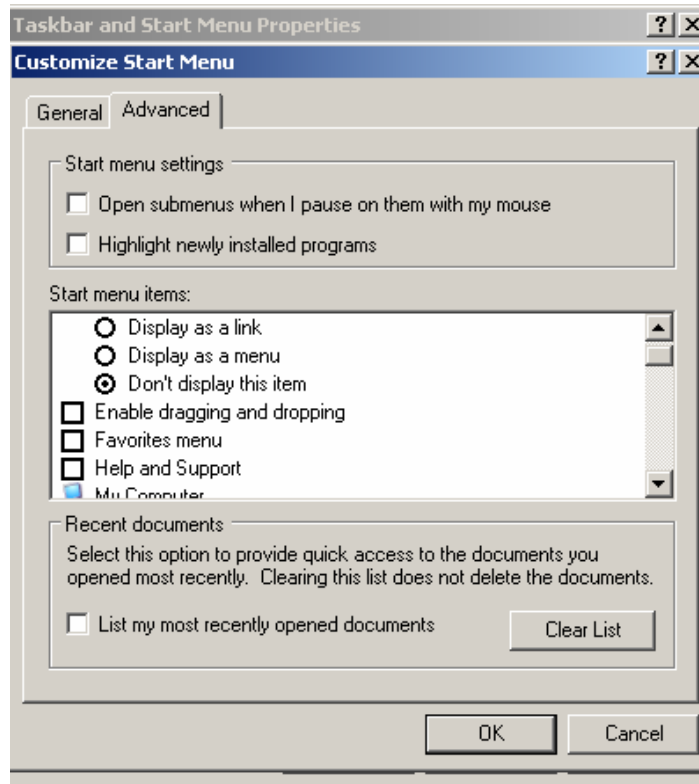 Taskbar and Start Menu Properties
Customize Start Menu
General Advanced
Start menu settings
Open submenus when I pause on them with my mouse
Highlight newly installed programs
Start menu items:
Display as a link
Display as a menu
Don't display this item
Enable dragging and dropping
Favorites menu
Help and Support
My Computer
Recent documents
Select this option to provide quick access to the documents you
opened most recently. Clearing this list does not delete the documents.
List my most recently opened documents Clear List
OK Cancel